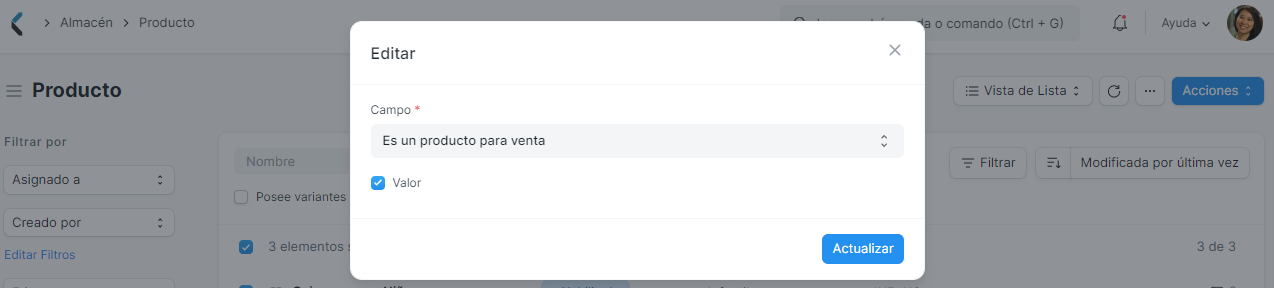 Almacén
Producto
o comando (Ctrl + G)
Ayuda
Editar
Producto
Vista de Lista
...
Acciones
Campo *
Es un producto para venta
Valor
Actualizar
Filtrar por
Asignado a
Creado por
Editar Filtros
Nombre
Posee variantes
Filtrar
Modificada por última vez
3 elementos
3 de 3